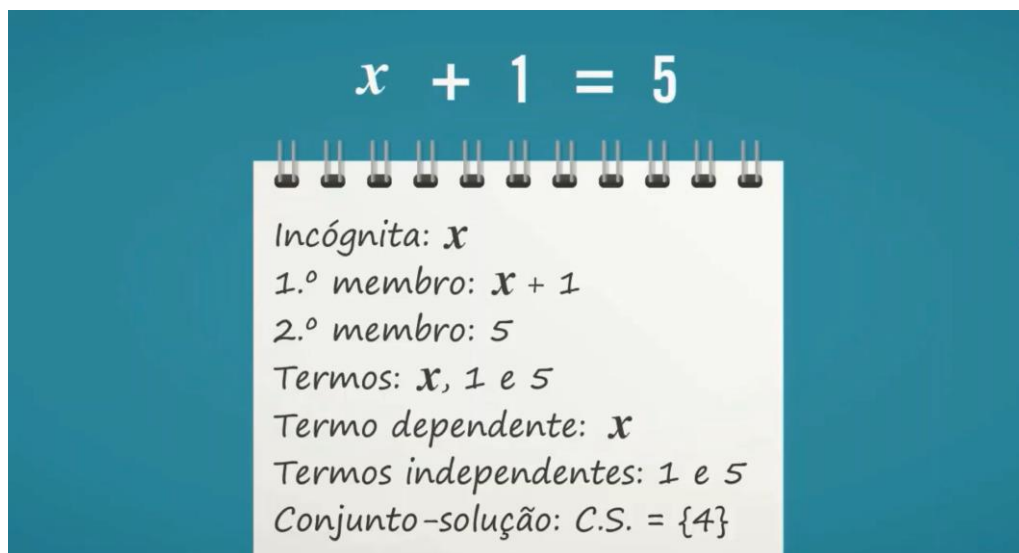 x + 1 = 5
Incógnita: x
1.º membro: x + 1
2.º membro: 5
Termos: x, 1 e 5
Termo dependente: x
Termos independentes: 1 e 5
Conjunto-solução: C.S. = {4}